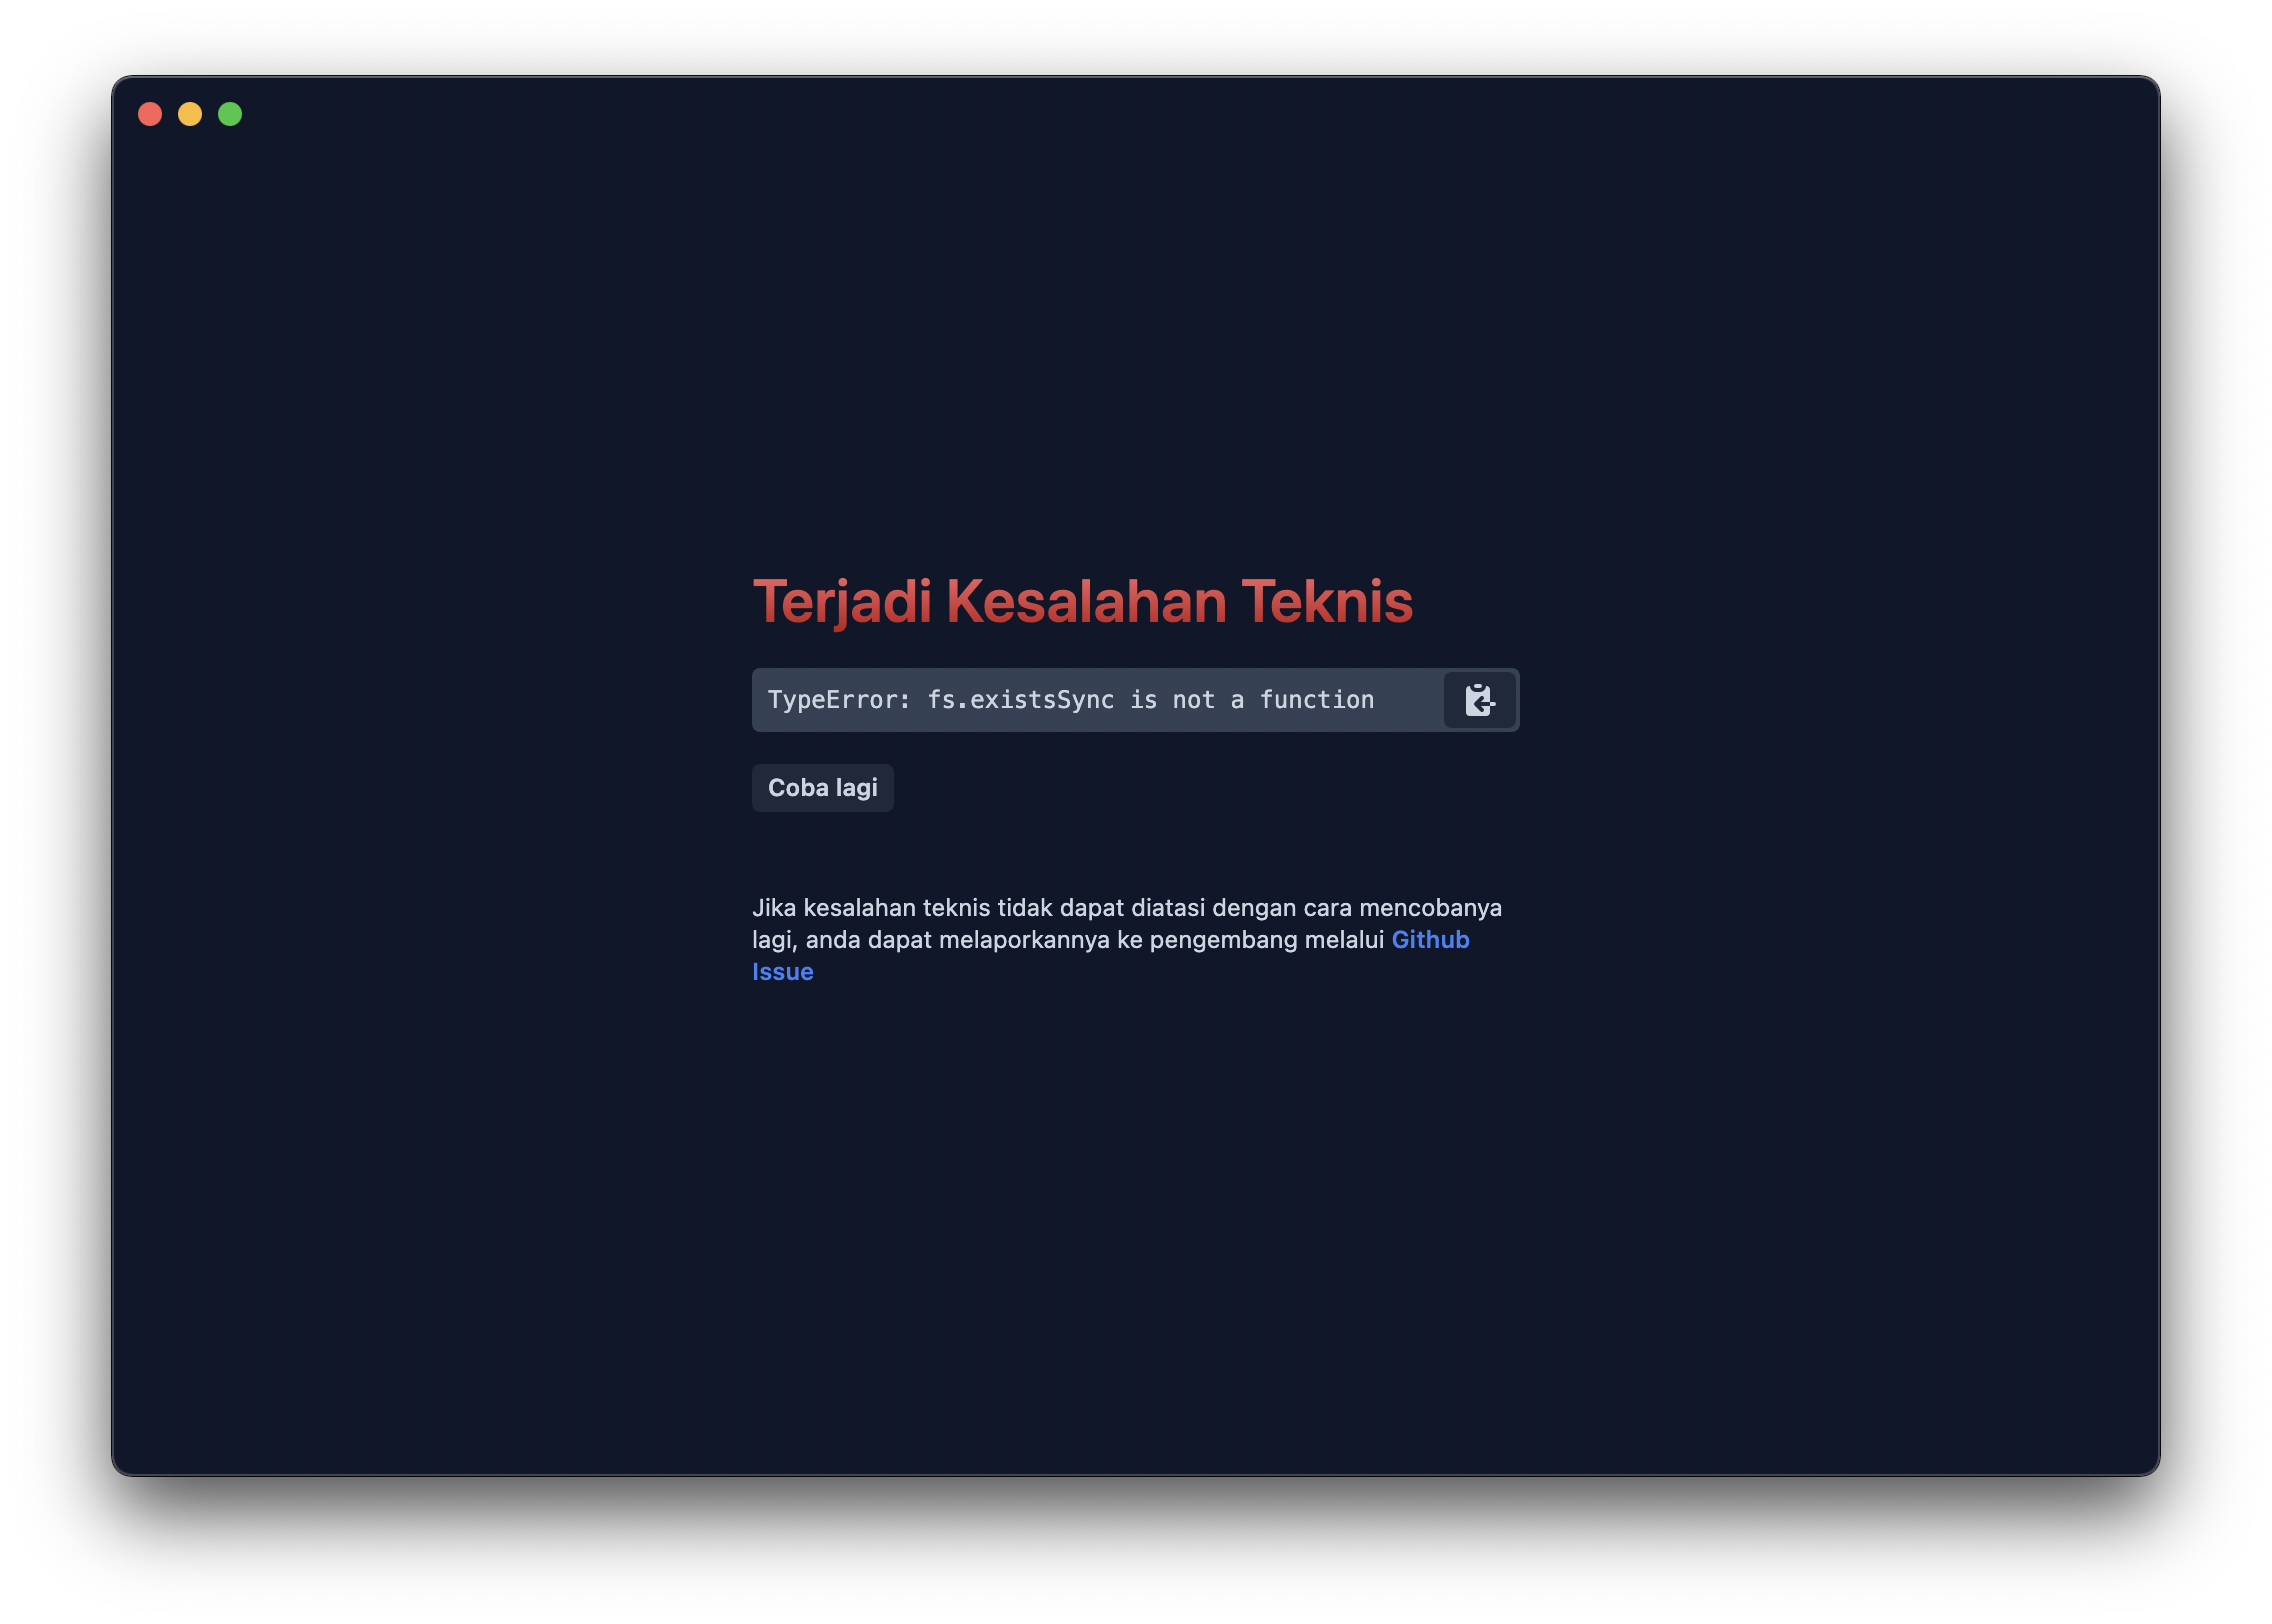 Terjadi Kesalahan Teknis
TypeError: fs.existsSync is not a function
Coba lagi
Jika kesalahan teknis tidak dapat diatasi dengan cara mencobanya
lagi, anda dapat melaporkannya ke pengembang melalui Github
Issue